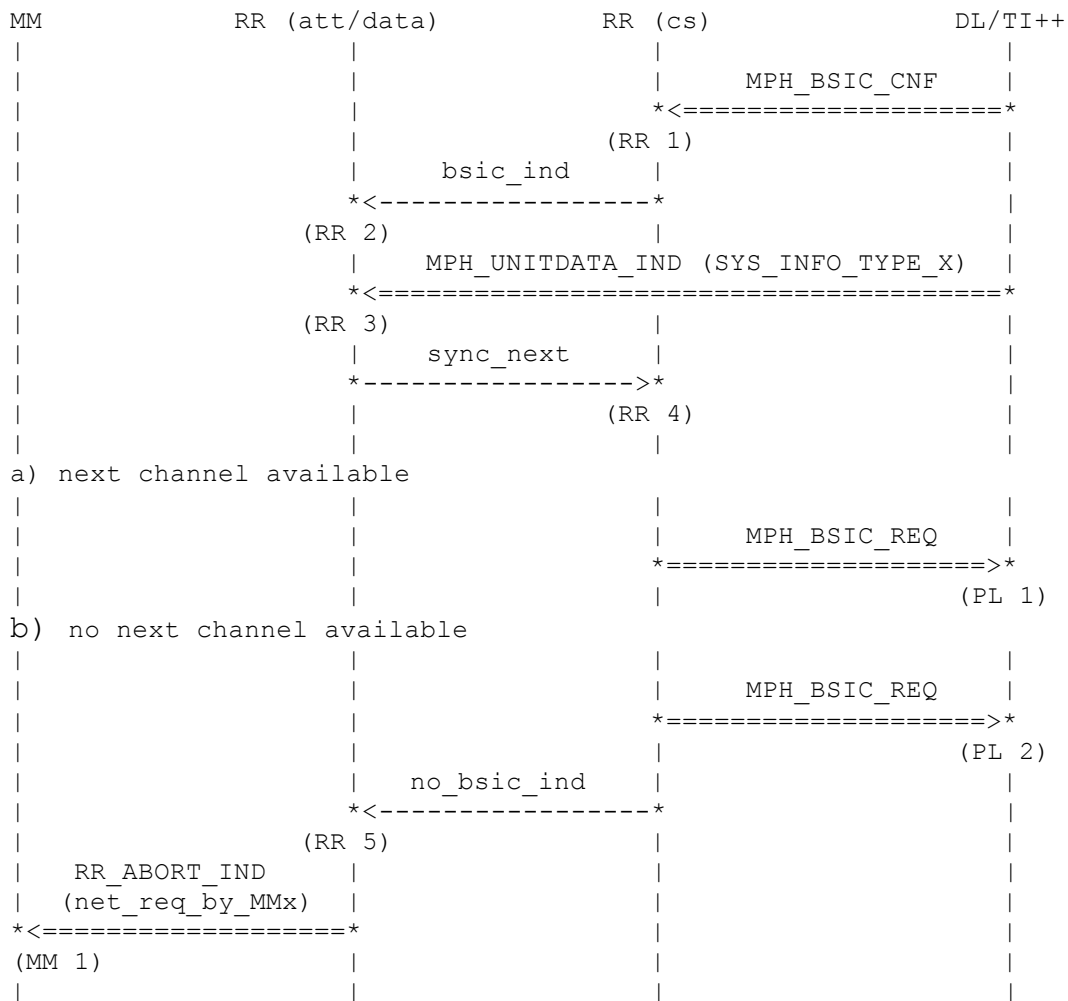 MM RR (att/data) RR (cs) DL/TI++
MPH_BSIC_CNF
*<====================*
(RR 1)
bsic_ind
*<-----------------*
(RR 2)
MPH_UNITDATA_IND (SYS_INFO_TYPE_X)
*<=======================================*
(RR 3)
sync_next
*----------------->*
(RR 4)
a) next channel available
MPH_BSIC_REQ
*====================>*
(PL 1)
b) no next channel available
MPH_BSIC_REQ
*====================>*
(PL 2)
no_bsic_ind
*<-----------------*
(RR 5)
RR_ABORT_IND
(net_req_by_MMx)
*<===================*
(MM 1)